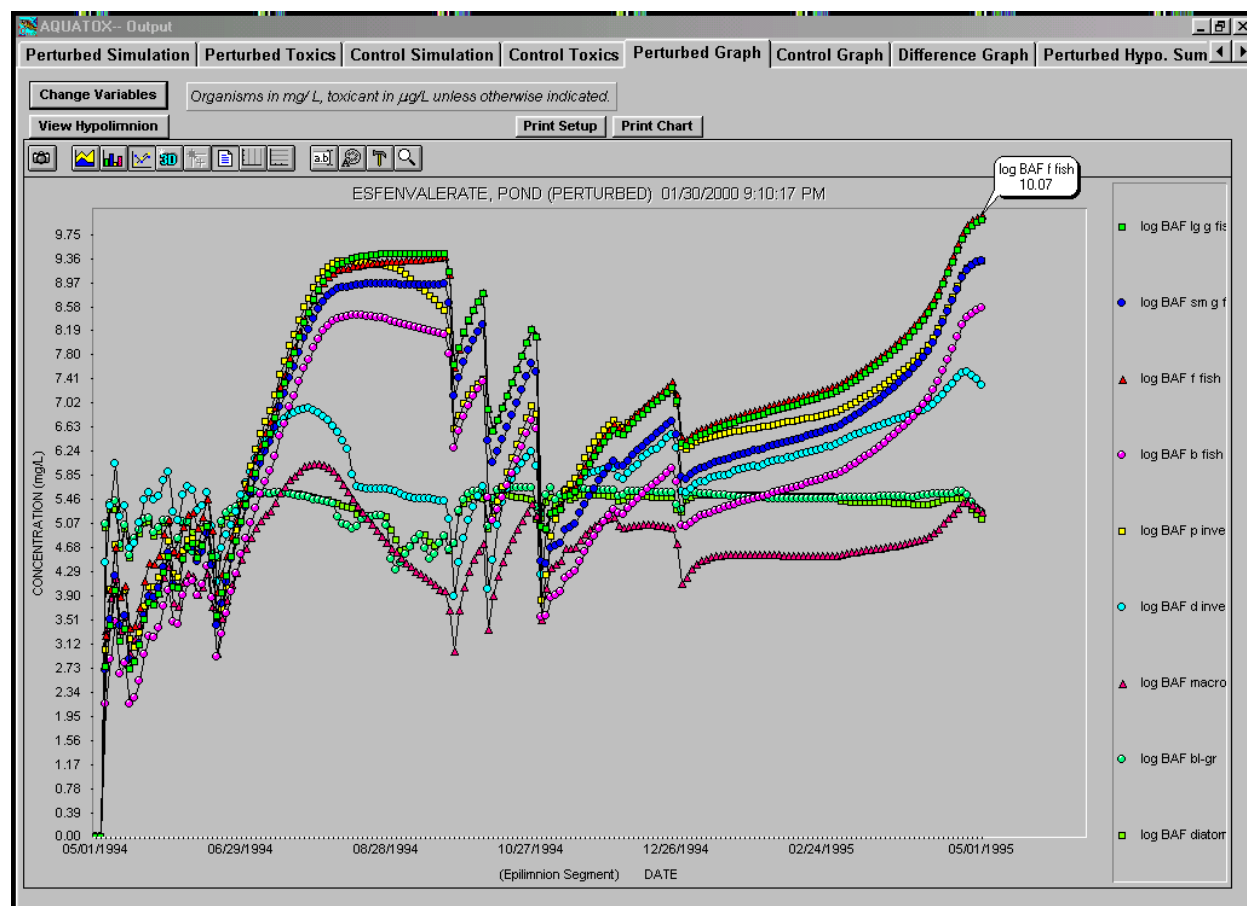 AQUATOX-- Output
Perturbed Simulation Perturbed Toxics Control Simulation Control Toxics Perturbed Graph Control Graph Difference Graph Perturbed Hypo. Sum
Change Variables
Organisms in mg/ L, toxicant in µg/L unless otherwise indicated.
View Hypolimnion
Print Setup
Print Chart
3D
a.b
ESFENVALERATE, POND (PERTURBED) 01/30/2000 9:10:17 PM
log BAF f fish
10.07
CONCENTRATION (mg/L)
9.75
9.36
8.97
8.58
8.19
7.80
7.41
7.02
6.63
6.24
5.85
5.46
5.07
4.68
4.29
3.90
3.51
3.12
2.73
2.34
1.95
1.56
1.17
0.78
0.39
0.00
05/01/1994 06/29/1994 08/28/1994 10/27/1994 12/26/1994 02/24/1995 05/01/1995
(Epilimnion Segment) DATE
log BAF lg g fis
log BAF sm g f
log BAF f fish
log BAF b fish
log BAF p inve
log BAF d inve
log BAF macro
log BAF bl-gr
log BAF diatom